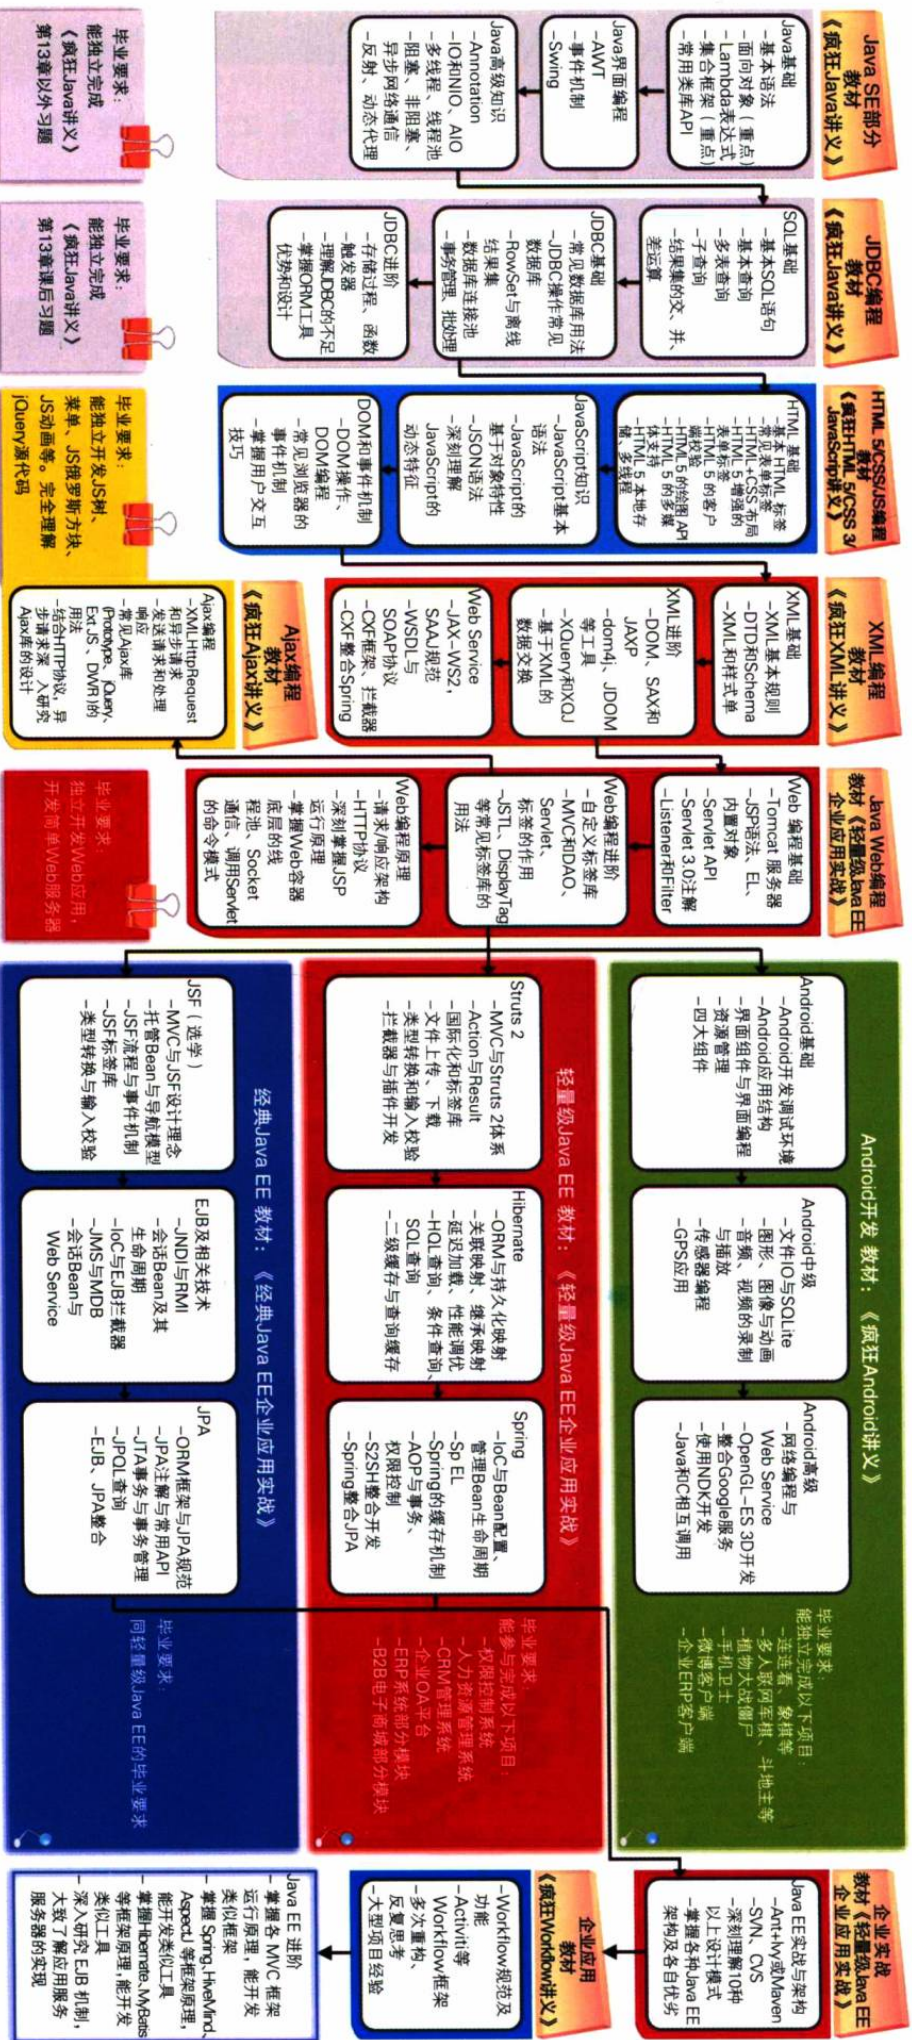 Java SE部分
教材
《疯狂Java讲义》
Java基础
-基本语法
-面向对象（重点）
-Lambda表达式
-集合框架（重点）
-常用类库API
Java界面编程
-AWT
-事件机制
-Swing
Java高级知识
-Annotation
-IO和NIO、AIO
-多线程、线程池
-阻塞、非阻塞、
异步网络通信
-反射、动态代理
毕业要求：
能独立完成
《疯狂Java讲义》
第13章以外习题
JDBC编程
教材
《疯狂Java讲义》
SQL基础
-基本SQL语句
-基本查询
-多表查询
-子查询
-结果集的交、并、
差运算
JDBC基础
-常见数据库用法
-JDBC操作常见
数据库
-RowSet与离线
结果集
-数据库连接池
-事务管理、批处理
JDBC进阶
-存储过程、函数
触发器
-理解JDBC的不足
-掌握ORM工具
优势和设计
毕业要求：
能独立完成
《疯狂Java讲义》
第13章课后习题
HTML 5/CSS/JS编程
教材
《疯狂HTML 5/CSS 3/
JavaScript讲义》
HTML 基础
-基本 HTML 标签
-常见表单标签
-HTML+CSS 布局
-HTML 5 增强的
表单标签
-HTML 5 的客户
端校验
-HTML 5 的绘图 API
-HTML 5 的多媒
体支持
-HTML 5 本地存
储、多线程
JavaScript知识
-JavaScript基本
语法
-JavaScript的
基于对象特性
-JSON语法
-深刻理解
JavaScript的
动态特征
DOM和事件机制
-DOM操作、
DOM编程
-常见浏览器的
事件机制
-掌握用户交互
技巧
毕业要求：
能独立开发JS树、
菜单、JS俄罗斯方块、
JS动画等。完全理解
jQuery源代码
XML编程
教材
《疯狂XML讲义》
XML基础
-XML基本规则
-DTD和Schema
-XML和样式单
XML进阶
-DOM、SAX和
JAXP
-dom4j、JDOM
等工具
-XQuery和XQJ
-基于XML的
数据交换
Web Service
-JAX-WS2，
SAAJ规范
-WSDL与
SOAP协议
-CXF框架、拦截器
-CXF整合Spring
Ajax编程
教材
《疯狂Ajax讲义》
Ajax编程
-XMLHttpRequest
和异步请求
-发送请求和处理
响应
-常见Ajax库
(Prototype、jQuery、
Ext JS 、DWR)的
用法
-结合HTTP协议、异
步请求深、入研究
Ajax库的设计
Java Web编程
教材《轻量级Java EE
企业应用实战》
Web 编程基础
-Tomcat 服务器
-JSP语法、EL、
内置对象
-Servlet API
-Servlet 3.0注解
-Listener和Filter
Web编程进阶
-自定义标签库
-MVC和DAO、
Servlet、
标签的作用
-JSTL、DisplayTag
等常见标签库的
用法
Web编程原理
-请求/响应架构
-HTTP协议
-深刻掌握JSP
运行原理
-掌握Web容器
底层的线
程池、Socket
通信、调用Servlet
的命令模式
毕业要求：
独立开发Web应用，
开发简单Web服务器
Android开发 教材：《疯狂Android讲义》
Android基础
-Android开发调试环境
-Android应用结构
-界面组件与界面编程
-资源管理
-四大组件
Android中级
-文件IO与SQLite
-图形、图像与动画
-音频、视频的录制
与播放
-传感器编程
-GPS应用
Android高级
-网络编程与
Web Service
-OpenGL-ES 3D开发
-整合Google服务
-使用NDK开发
-Java和C相互调用
毕业要求：
能独立完成以下项目
-连连看、象棋等
-多人联网军棋、斗地主等
-植物大战僵尸
-手机卫士
-微博客户端
-企业ERP客户端
轻量级Java EE 教材：《轻量级Java EE企业应用实战》
Struts 2
-MVC与Struts 2体系
-Action与Result
-国际化和标签库
-文件上传、下载
-类型转换和输入校验
-拦截器与插件开发
Hibernate
-ORM与持久化映射
-关联映射、继承映射
-延迟加载、性能调优
-HQL查询、条件查询、
SQL查询
-二级缓存与查询缓存
Spring
-IoC与Bean配置、
管理Bean生命周期
-Sp EL
-Spring的缓存机制
-AOP与事务、
权限控制
-S2SH整合开发
-Spring整合JPA
毕业要求：
能参与完成以下项目：
-权限控制系统
-人力资源管理系统
-CRM管理系统
-企业OA平台
-ERP系统部分模块
-B2B电子商城部分模块
经典Java EE 教材：《经典Java EE企业应用实战》
JSF（选学）
-MVC与JSF设计理念
-托管Bean与导航模型
-JSF流程与事件机制
-JSF标签库
-类型转换与输入校验
EJB及相关技术
-JNDI与RMI
-会话Bean及其
生命周期
-IoC与EJB拦截器
-JMS与MDB
-会话Bean与
Web Service
JPA
-ORM框架与JPA规范
-JPA注解与常用API
-JTA事务与事务管理
-JPQL查询
-EJB、JPA整合
毕业要求：
同轻量级Java EE的毕业要求
企业实战
教材《轻量级Java EE
企业应用实战》
Java EE实战与架构
-Ant+Ivy或Maven
-SVN、CVS
-深刻理解10种
以上设计模式
-掌握各种Java EE
架构及各自优劣
企业应用
教材
《疯狂Workflow讲义》
-Workflow规范及
功能
-Activiti等
Workflow框架
-多次重构、
反复思考
-大型项目经验
Java EE 进阶
- 掌握各 MVC 框架
运行原理，能开发
类似框架
- 掌握 Spring、HiveMind、
AspectJ 等框架原理，
能开发类似工具
- 掌握Hibernate、MyBatis
等框架原理，能开发
类似工具
- 深入研究 EJB 机制，
大致了解应用服务
服务器的实现